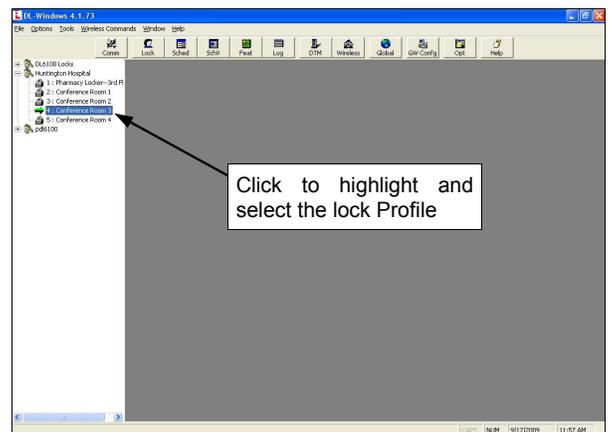 DL-Windows 4.1.73
File Options Tools Wireless Commands Window Help
Comm Lock Sched SchW Feat Log DTM Wireless Global GW Config Opt Help
DL6100 Locks
Huntington Hospital
1 : Pharmacy Locker--3rd Fl
2 : Conference Room 1
3 : Conference Room 2
4 : Conference Room 3
5 : Conference Room 4
pdl6100
Click to highlight and
select the lock Profile
CAPS NUM 9/17/2009 11:57 AM